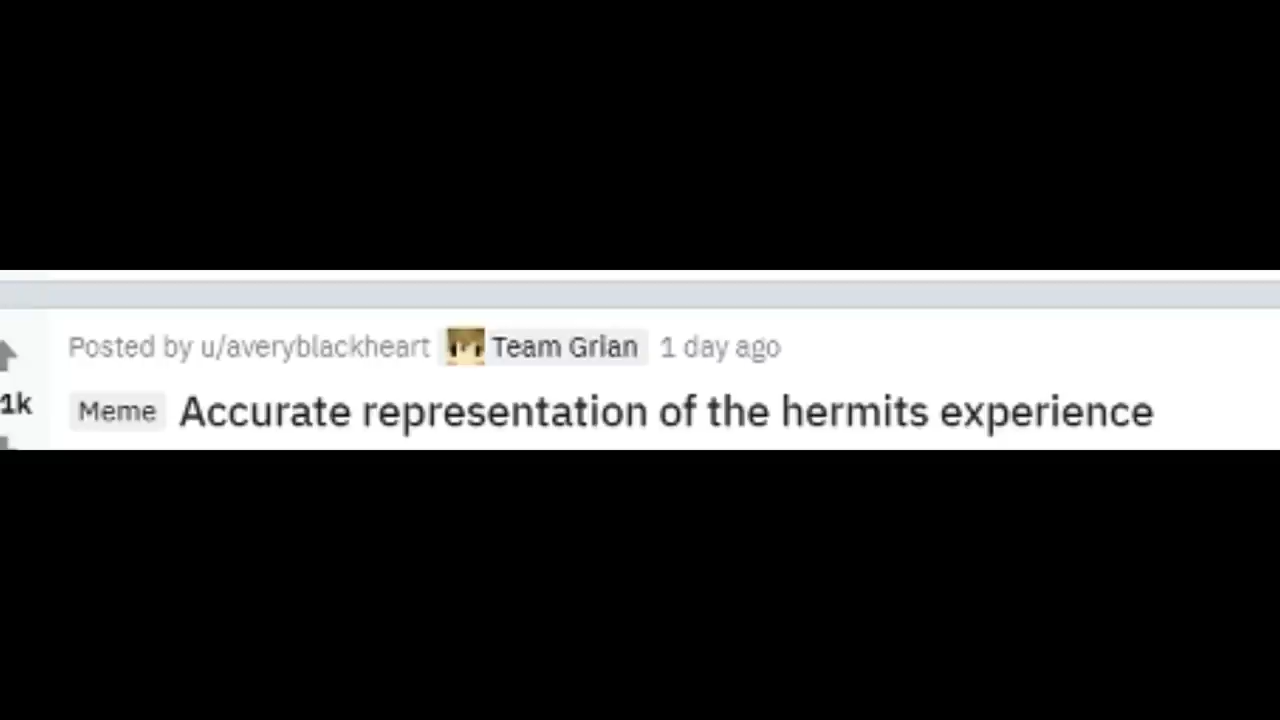 Posted by u/averyblackheart Team Grian 1 day ago
1k
Meme Accurate representation of the hermits experience